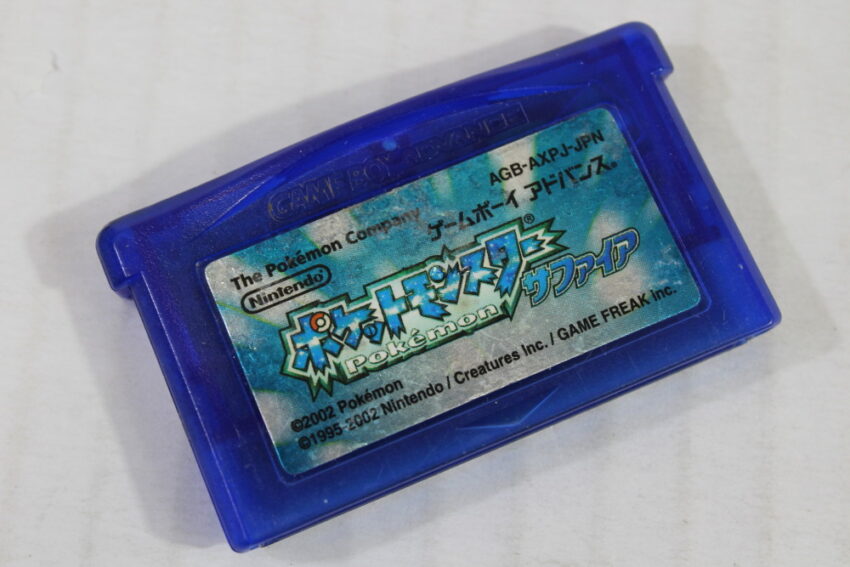 GAME BOY ADVANCE
AGB-AXPJ-JPN
The Pokémon Company
ゲームボーイ アドバンス®
Nintendo®
ポケットモンスター®
サファイア
Pokémon
©2002 Pokémon
©1995-2002 Nintendo / Creatures inc. / GAME FREAK inc.